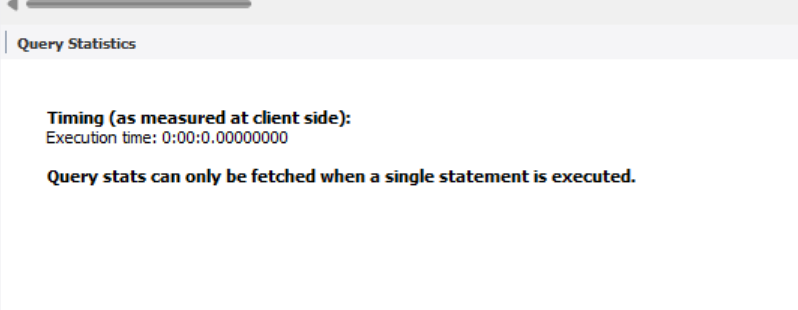 Query Statistics
Timing (as measured at client side):
Execution time: 0:00:0.00000000
Query stats can only be fetched when a single statement is executed.